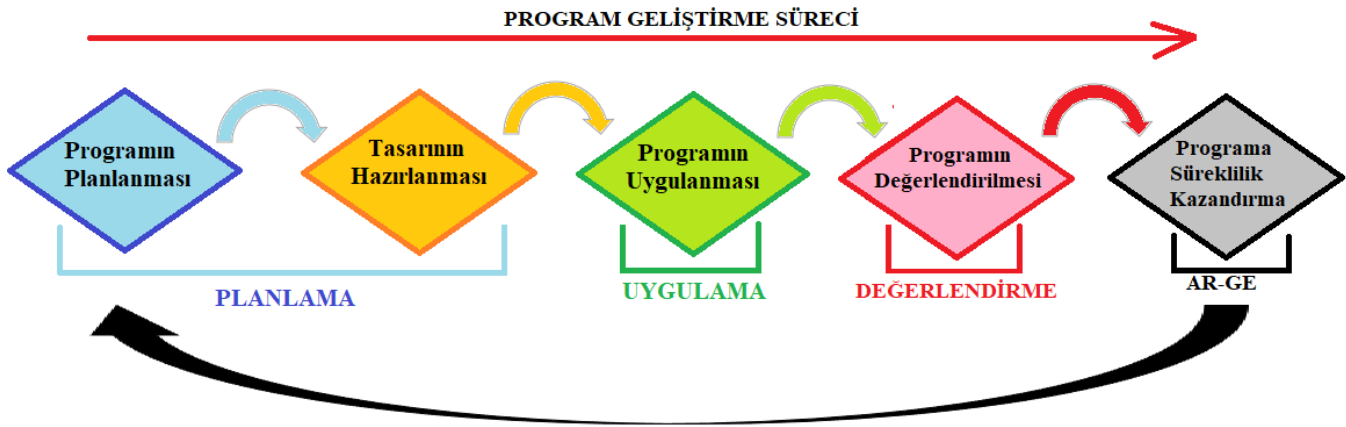 PROGRAM GELİŞTİRME SÜRECİ
Programın
Planlanması
Tasarının
Hazırlanması
Programın
Uygulanması
Programın
Değerlendirilmesi
Programa
Süreklilik
Kazandırma
PLANLAMA
UYGULAMA
DEĞERLENDİRME
AR-GE